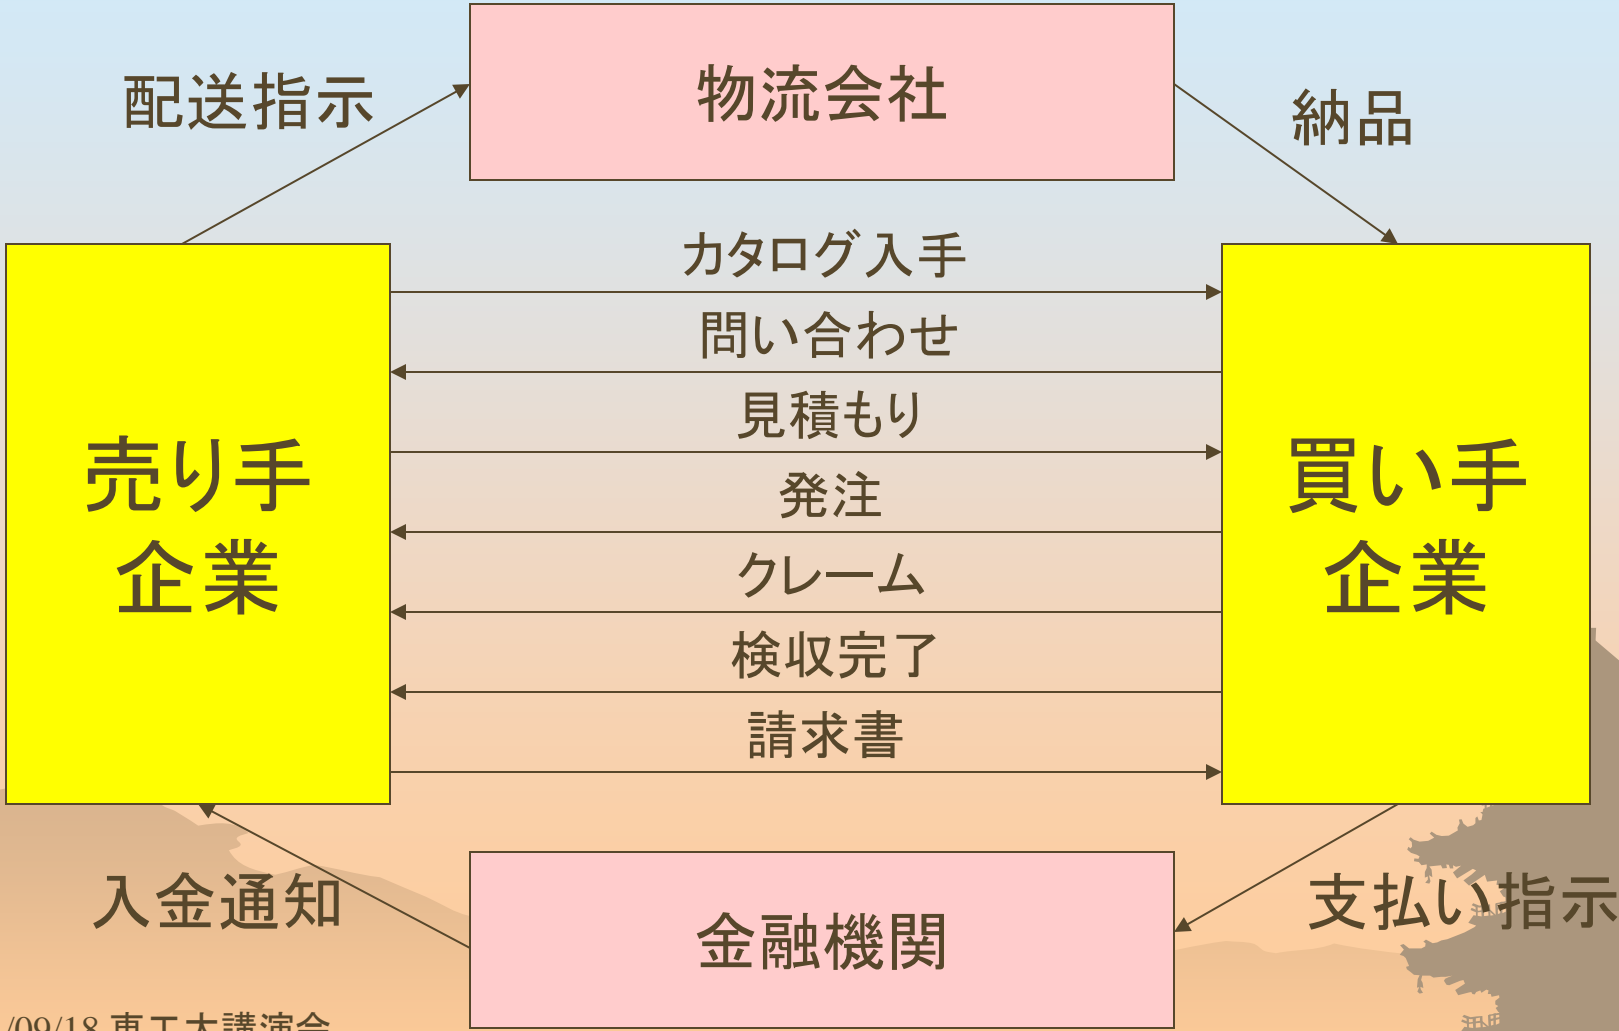 物流会社
配送指示
納品
カタログ入手
問い合わせ
見積もり
発注
クレーム
検収完了
請求書
売り手
企業
買い手
企業
入金通知
支払い指示
金融機関
/09/18 東工大講演会